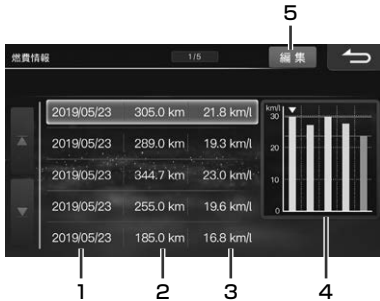 5
燃費情報 1/5 編集
2019/05/23 305.0 km 21.8 km/l
2019/05/23 289.0 km 19.3 km/l
2019/05/23 344.7 km 23.0 km/l
2019/05/23 255.0 km 19.6 km/l
2019/05/23 185.0 km 16.8 km/l
km/l
30
20
10
0
1 2 3 4